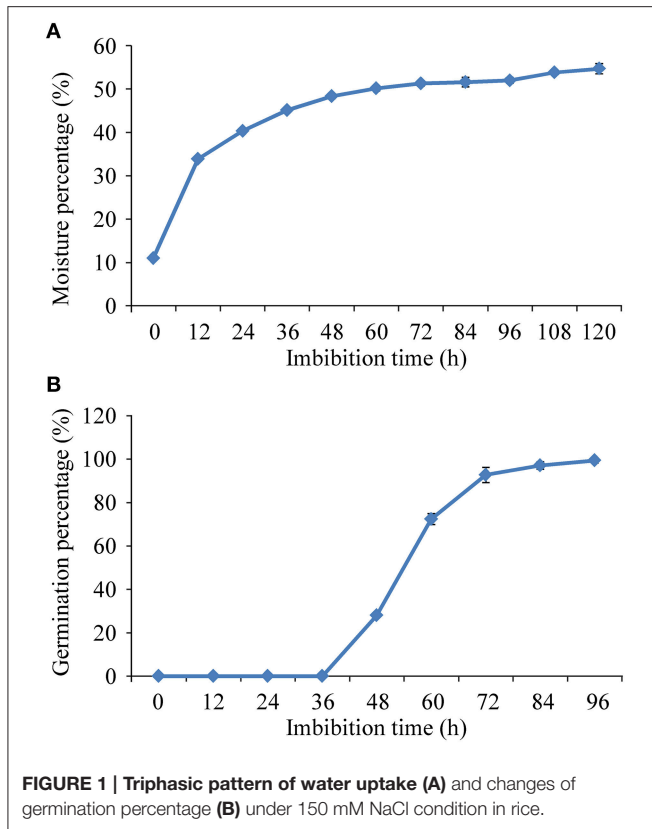 A
Moisture percentage (%)
60
50
40
30
20
10
0
0 12 24 36 48 60 72 84 96 108 120
Imbibition time (h)
B
Germination percentage (%)
120
100
80
60
40
20
0
0 12 24 36 48 60 72 84 96
Imbibition time (h)
FIGURE 1 | Triphasic pattern of water uptake (A) and changes of
germination percentage (B) under 150 mM NaCl condition in rice.